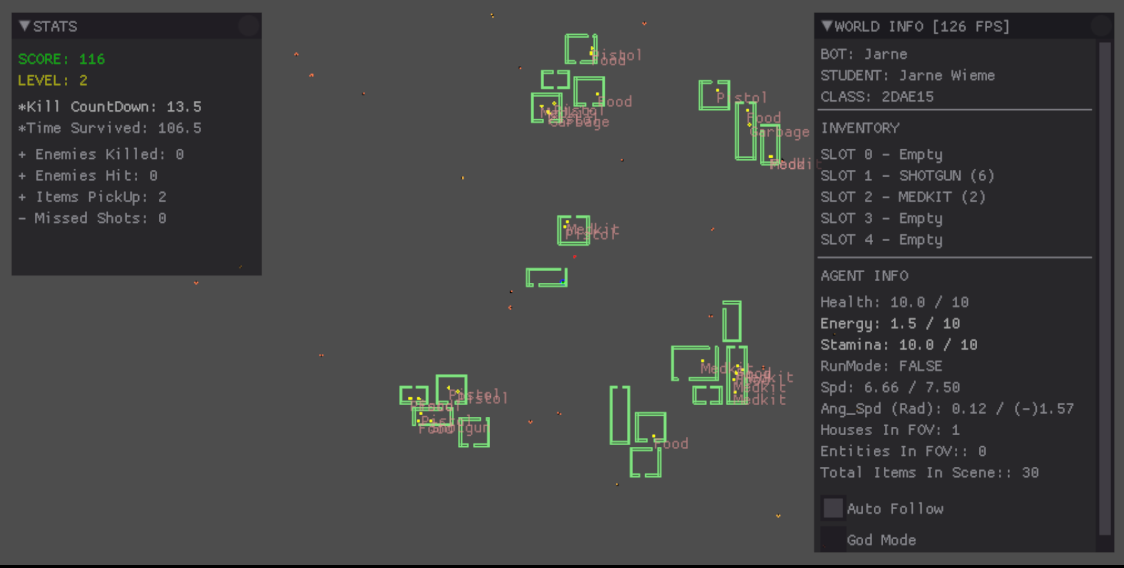 STATS
SCORE: 116
LEVEL: 2
*Kill CountDown: 13.5
*Time Survived: 106.5
+ Enemies Killed: 0
+ Enemies Hit: 0
+ Items PickUp: 2
- Missed Shots: 0
Pistol
Food
Food
Garbage
Pistol
Food
Garbage
Medkit
Medkit
Pistol
Medkit
Medkit
Medkit
Pistol
Pistol
Food
Shotgun
Food
WORLD INFO [126 FPS]
BOT: Jarne
STUDENT: Jarne Wieme
CLASS: 2DAE15
INVENTORY
SLOT 0 - Empty
SLOT 1 - SHOTGUN (6)
SLOT 2 - MEDKIT (2)
SLOT 3 - Empty
SLOT 4 - Empty
AGENT INFO
Health: 10.0 / 10
Energy: 1.5 / 10
Stamina: 10.0 / 10
RunMode: FALSE
Spd: 6.66 / 7.50
Ang_Spd (Rad): 0.12 / (-)1.57
Houses In FOV: 1
Entities In FOV:: 0
Total Items In Scene:: 30
Auto Follow
God Mode